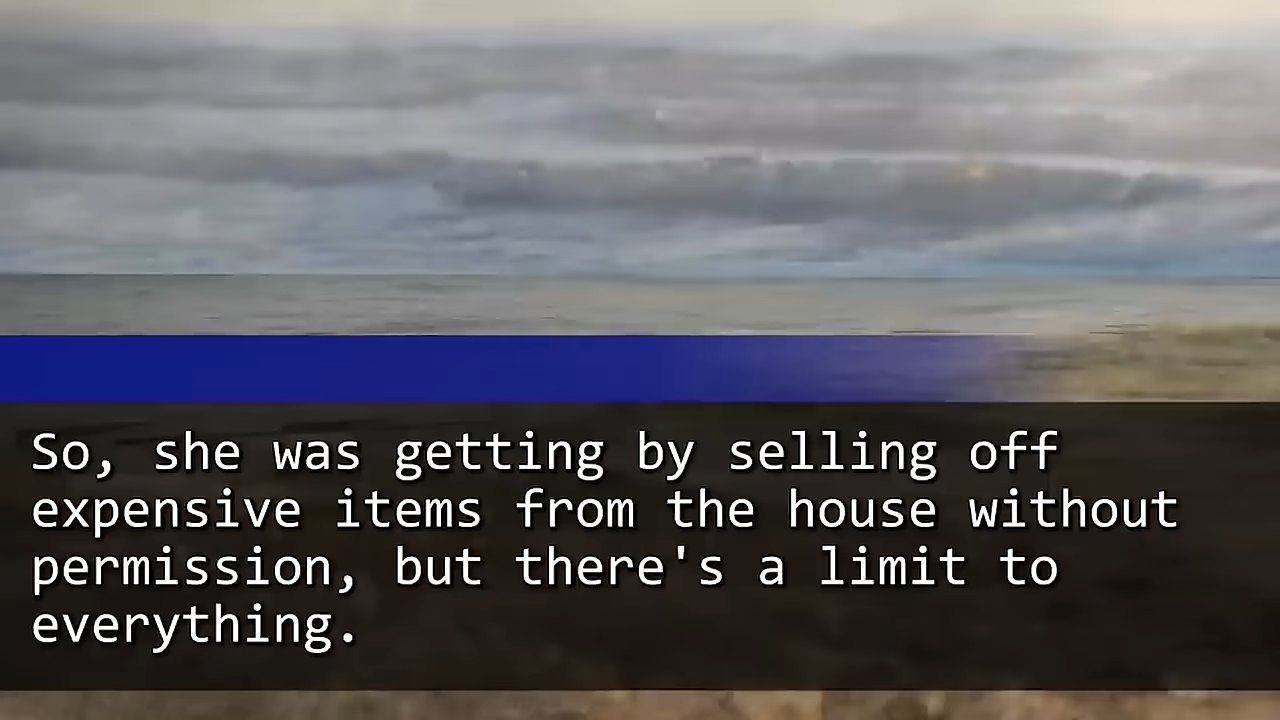 So, she was getting by selling off
expensive items from the house without
permission, but there's a limit to
everything.